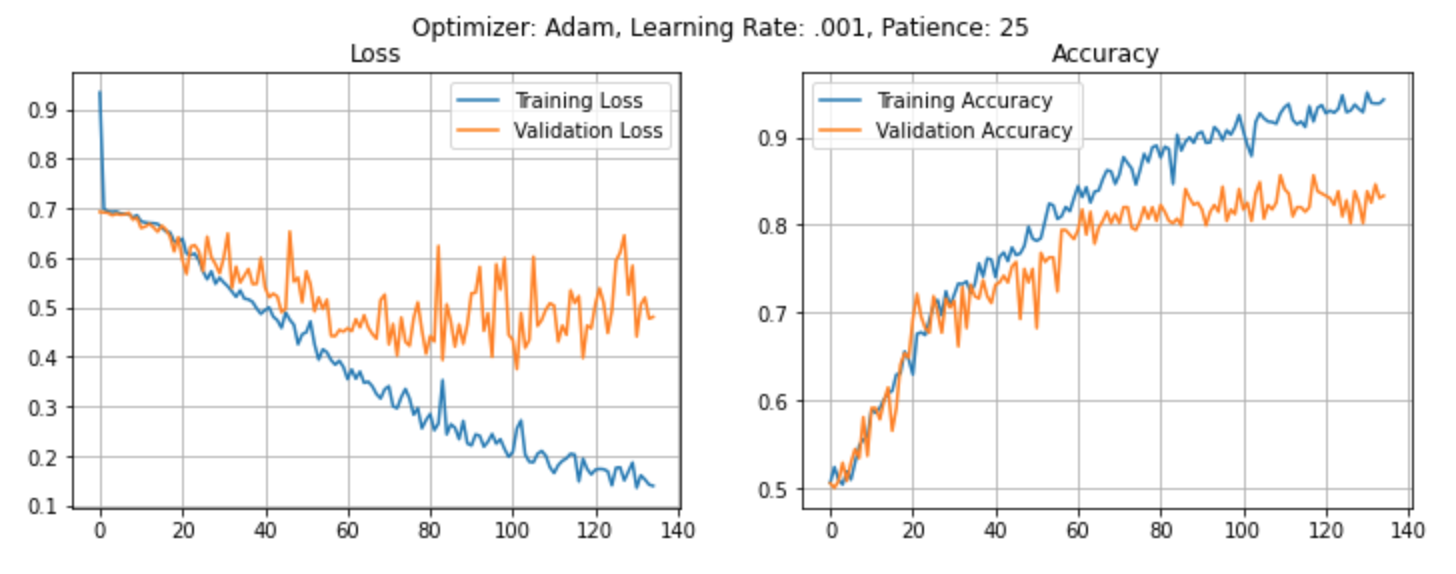 Optimizer: Adam, Learning Rate: .001, Patience: 25
Loss
Training Loss
Validation Loss
0.9
0.8
0.7
0.6
0.5
0.4
0.3
0.2
0.1
0 20 40 60 80 100 120 140
Accuracy
Training Accuracy
Validation Accuracy
0.9
0.8
0.7
0.6
0.5
0 20 40 60 80 100 120 140